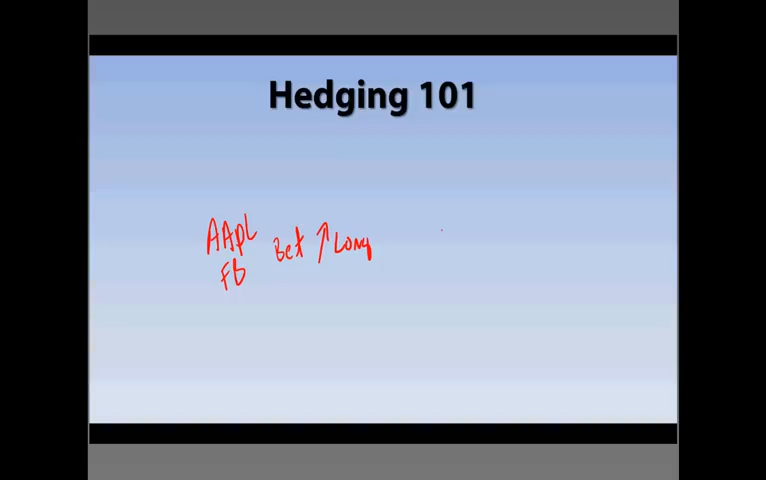 Hedging 101
AAPL Bet ↑ Long
FB